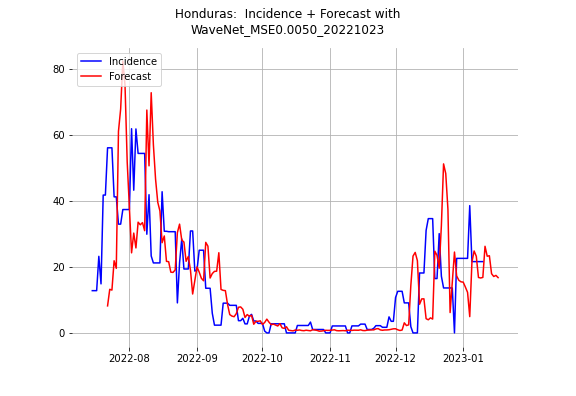 Honduras:  Incidence + Forecast with
WaveNet_MSE0.0050_20221023
Incidence
Forecast
80
60
40
20
0
2022-08
2022-09
2022-10
2022-11
2022-12
2023-01